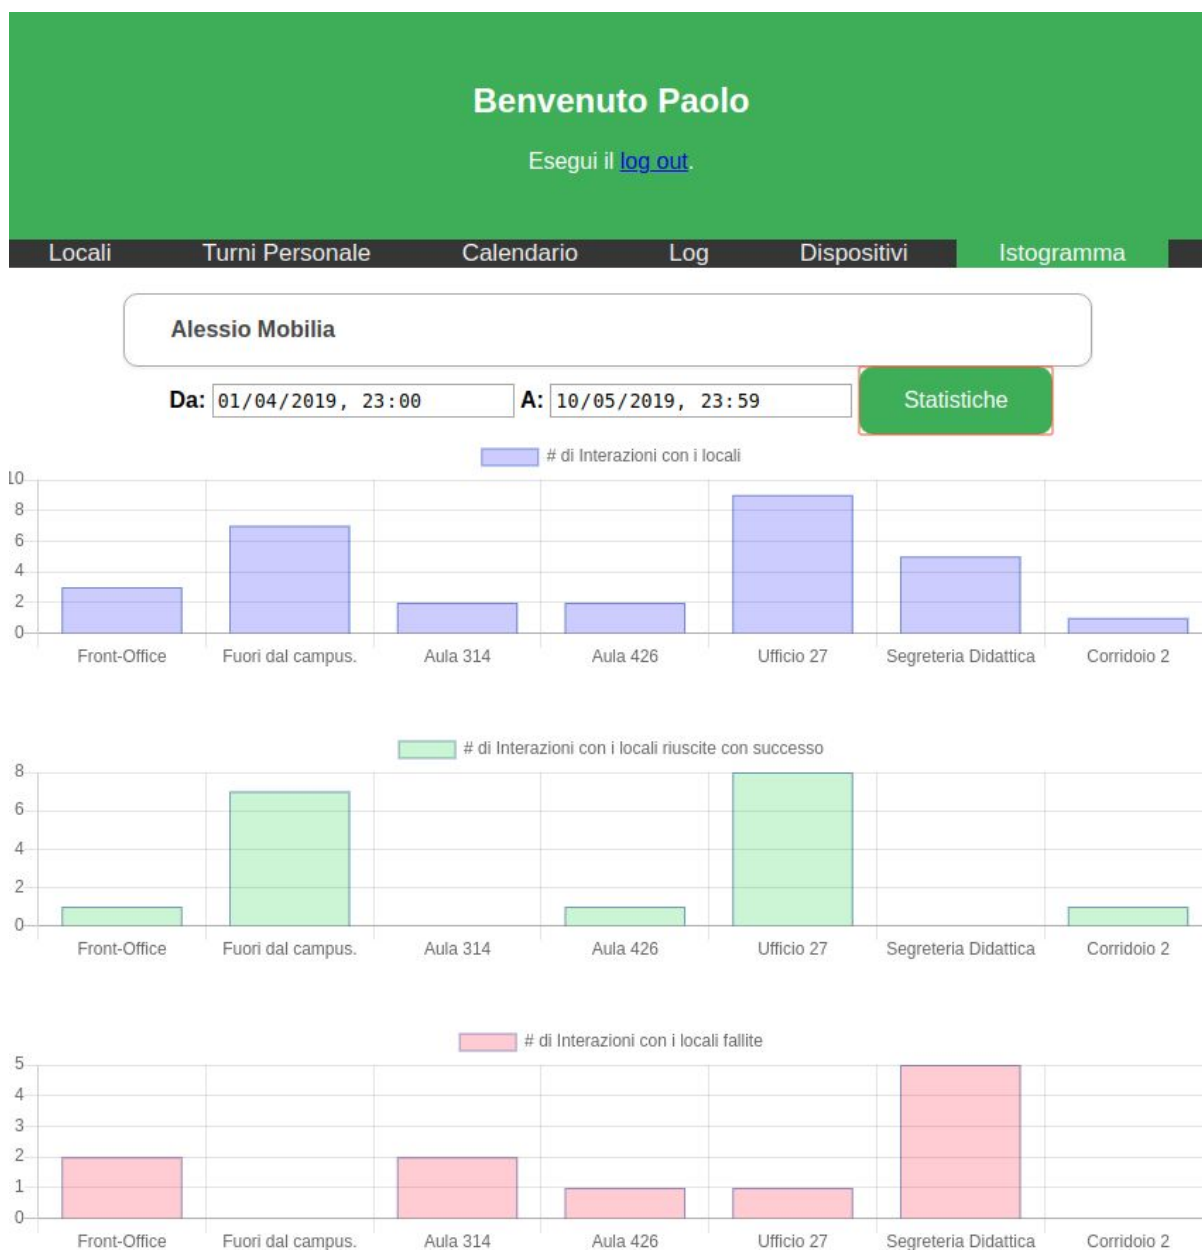 Benvenuto Paolo
Esegui il log out.
Locali Turni Personale Calendario Log Dispositivi Istogramma
Alessio Mobilia
Da: 01/04/2019, 23:00 A: 10/05/2019, 23:59 Statistiche
# di Interazioni con i locali
10
8
6
4
2
0
Front-Office Fuori dal campus. Aula 314 Aula 426 Ufficio 27 Segreteria Didattica Corridoio 2
# di Interazioni con i locali riuscite con successo
8
6
4
2
0
Front-Office Fuori dal campus. Aula 314 Aula 426 Ufficio 27 Segreteria Didattica Corridoio 2
# di Interazioni con i locali fallite
5
4
3
2
1
0
Front-Office Fuori dal campus. Aula 314 Aula 426 Ufficio 27 Segreteria Didattica Corridoio 2